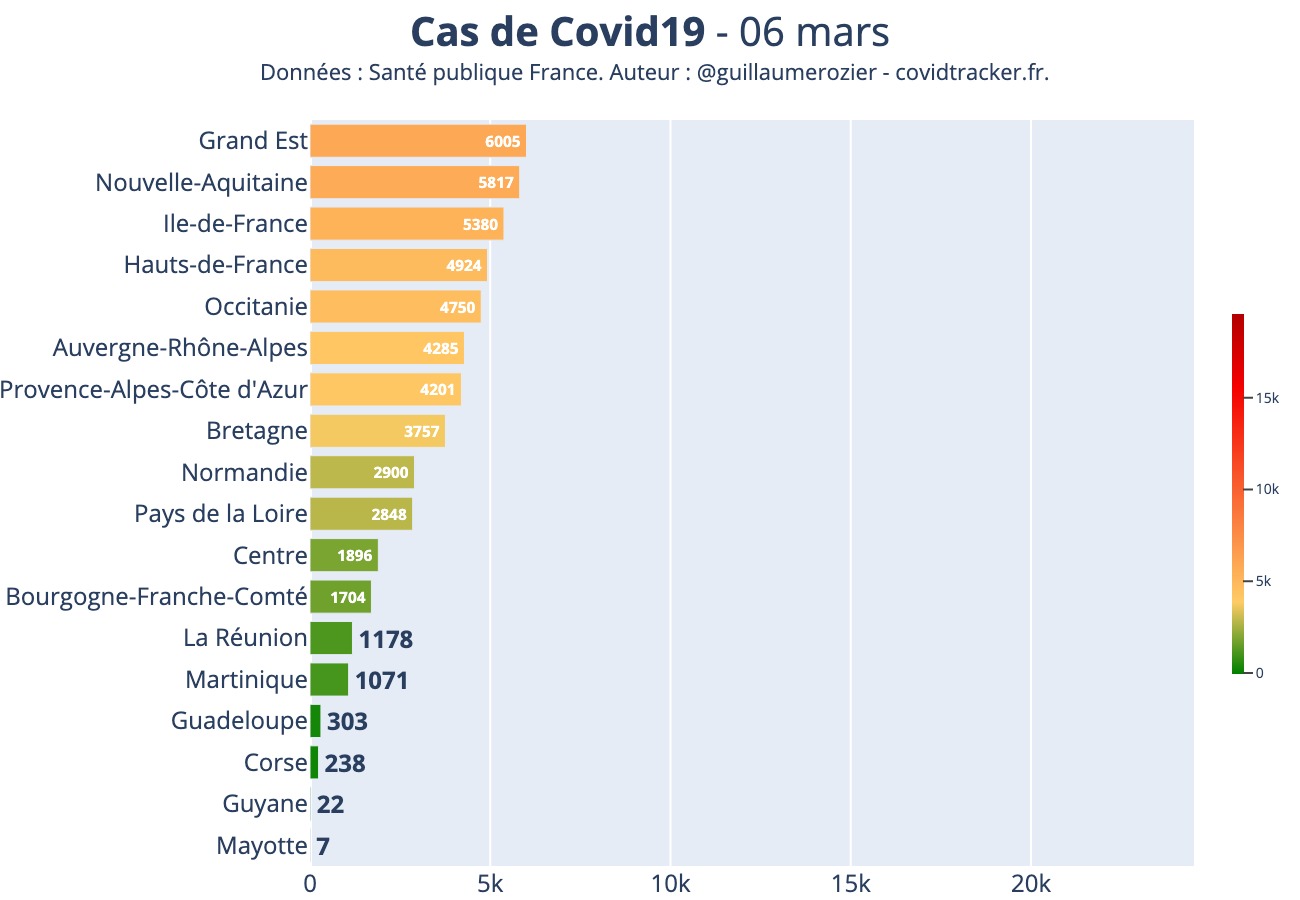 Cas de Covid19 - 06 mars
Données : Santé publique France. Auteur : @guillaumerozier - covidtracker.fr.
Grand Est 6005
Nouvelle-Aquitaine 5817
Ile-de-France 5380
Hauts-de-France 4924
Occitanie 4750
Auvergne-Rhône-Alpes 4285
Provence-Alpes-Côte d'Azur 4201
Bretagne 3757
Normandie 2900
Pays de la Loire 2848
Centre 1896
Bourgogne-Franche-Comté 1704
La Réunion 1178
Martinique 1071
Guadeloupe 303
Corse 238
Guyane 22
Mayotte 7
0 5k 10k 15k 20k
15k
10k
5k
0